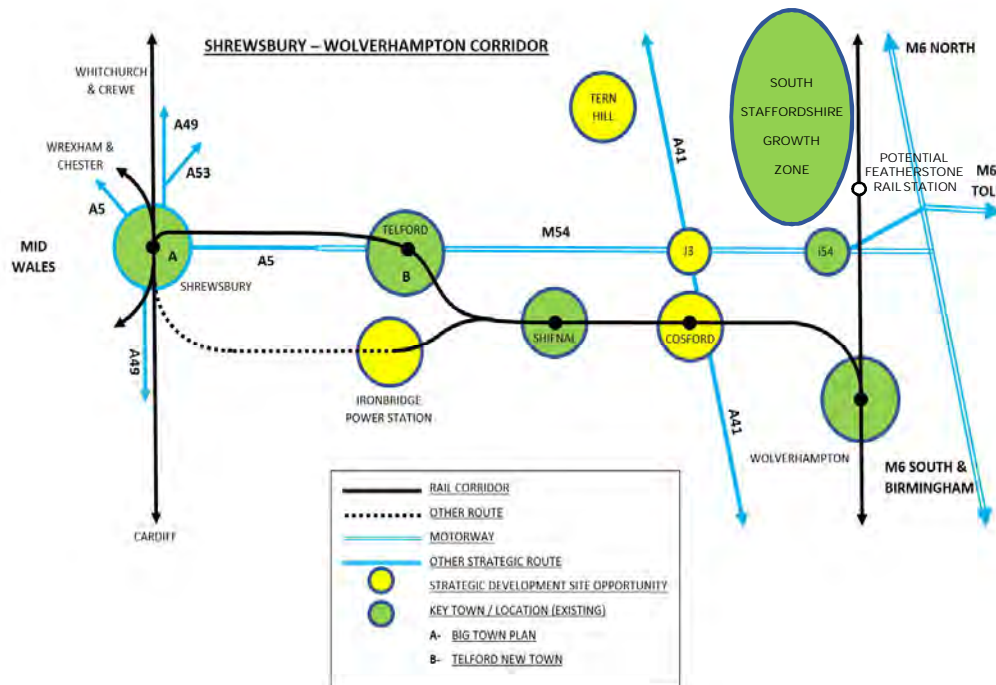 SHREWSBURY – WOLVERHAMPTON CORRIDOR
M6 NORTH
WHITCHURCH
& CREWE
A49
WREXHAM &
CHESTER
A53
A5
TERN
HILL
A41
SOUTH
STAFFORDSHIRE
GROWTH
ZONE
POTENTIAL
FEATHERSTONE
RAIL STATION
M6
TOL
MID
WALES
A
A5
SHREWSBURY
TELFORD
B
M54
J3
i54
A49
IRONBRIDGE
POWER STATION
SHIFNAL
COSFORD
A41
WOLVERHAMPTON
M6 SOUTH &
BIRMINGHAM
CARDIFF
RAIL CORRIDOR
OTHER ROUTE
MOTORWAY
OTHER STRATEGIC ROUTE
STRATEGIC DEVELOPMENT SITE OPPORTUNITY
KEY TOWN / LOCATION (EXISTING)
A- BIG TOWN PLAN
B- TELFORD NEW TOWN